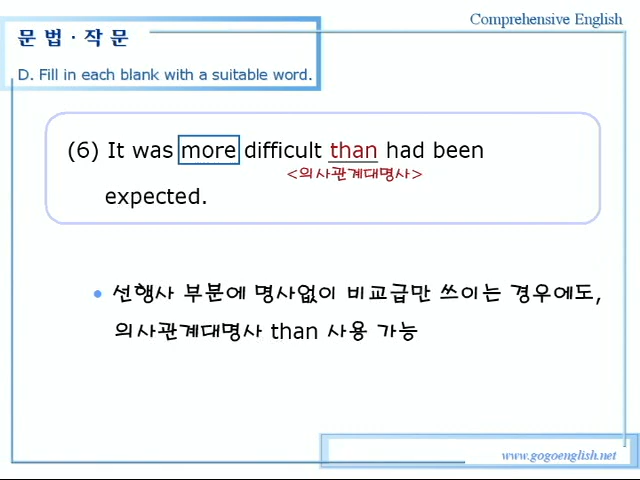 Comprehensive English
문 법 · 작 문
D. Fill in each blank with a suitable word.
(6) It was more difficult than had been
<의사관계대명사>
expected.
• 선행사 부분에 명사없이 비교급만 쓰이는 경우에도,
의사관계대명사 than 사용 가능
www.gogoenglish.net